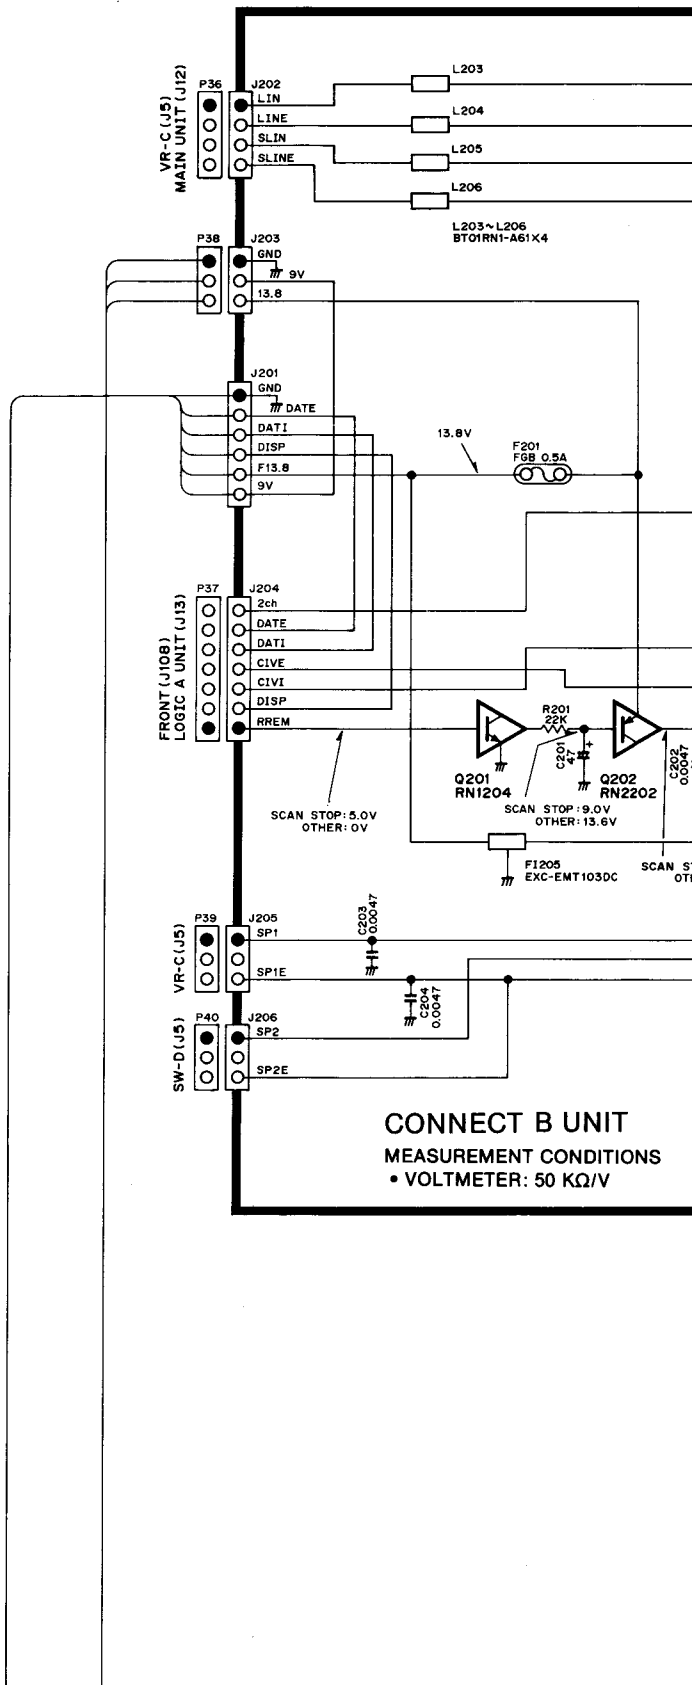 VR-C(J5)
MAIN UNIT(J12)
P36
J202
LIN
LINE
SLIN
SLINE
L203
L204
L205
L206
L203~L206
BT01RN1-A61X4
P38
J203
GND
9V
13.8
J201
GND
DATE
DATI
DISP
F13.8
9V
13.8V
F201
FGB 0.5A
FRONT(J108)
LOGIC A UNIT(J13)
P37
J204
2ch
DATE
DATI
CIVE
CIVI
DISP
RREM
R201
22K
C201
47
+
C202
0.0047
Q201
RN1204
Q202
RN2202
SCAN STOP:5.0V
OTHER:0V
SCAN STOP:9.0V
OTHER:13.6V
FI205
EXC-EMT103DC
SCAN S
OT
VR-C(J5)
P39
J205
SP1
SP1E
C203
0.0047
C204
0.0047
SW-D(J5)
P40
J206
SP2
SP2E
CONNECT B UNIT
MEASUREMENT CONDITIONS
• VOLTMETER: 50 KΩ/V